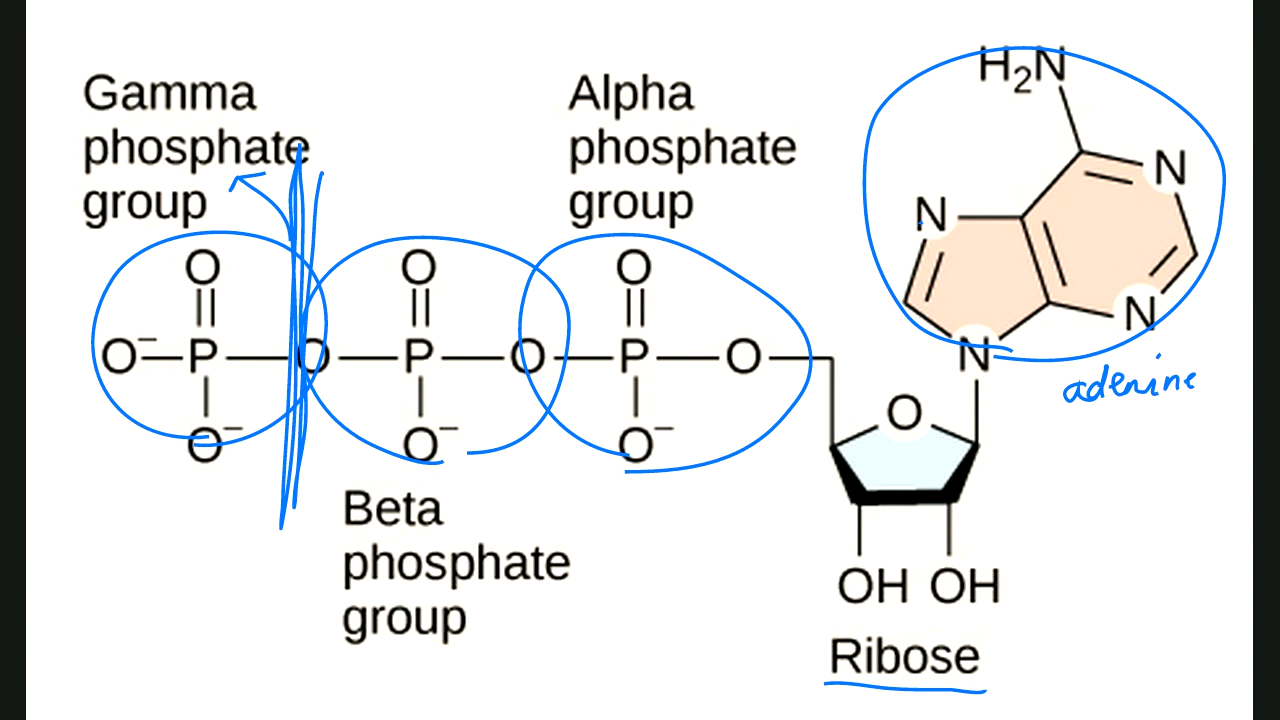 Gamma
phosphate
group
Alpha
phosphate
group
H₂N
N
N
N
N
O
O
O
O⁻
P
O
P
O
P
O
O⁻
O⁻
O⁻
O
adenine
Beta
phosphate
group
OH OH
Ribose